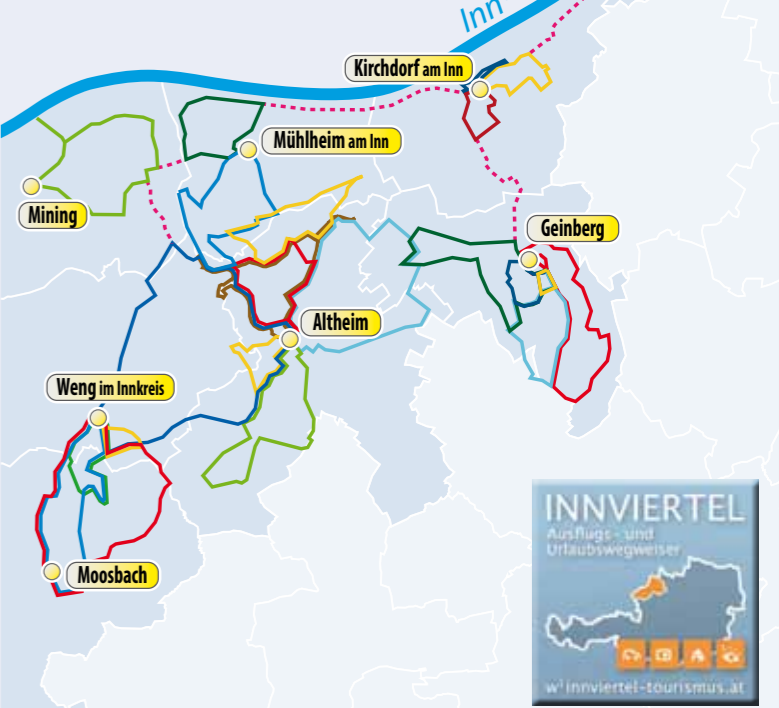 Inn
Kirchdorf am Inn
Mühlheim am Inn
Mining
Geinberg
Altheim
Weng im Innkreis
Moosbach
INNVIERTEL
Ausflugs- und
Urlaubswegweiser
innviertel-tourismus.at